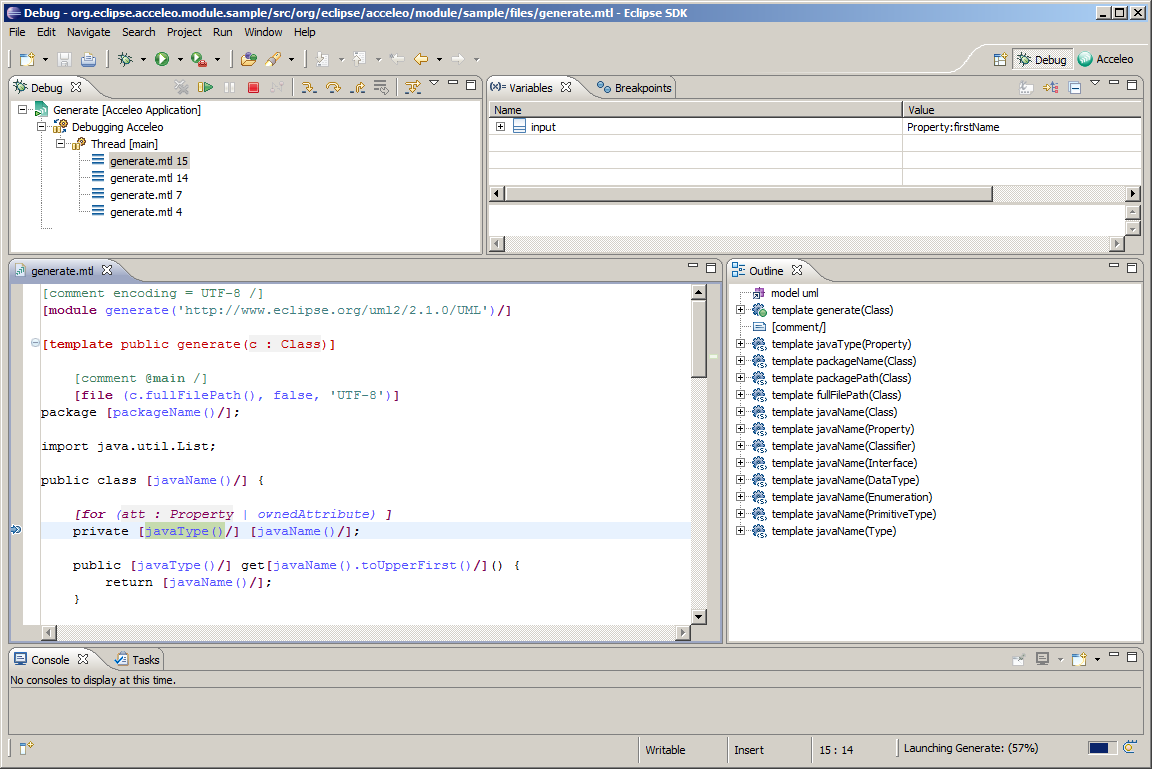 Debug - org.eclipse.acceleo.module.sample/src/org/eclipse/acceleo/module/sample/files/generate.mtl - Eclipse SDK
File Edit Navigate Search Project Run Window Help
Debug Acceleo
Debug
Generate [Acceleo Application]
Debugging Acceleo
Thread [main]
generate.mtl 15
generate.mtl 14
generate.mtl 7
generate.mtl 4
(x)= Variables Breakpoints
Name Value
input Property:firstName
generate.mtl
[comment encoding = UTF-8 /]
[module generate('http://www.eclipse.org/uml2/2.1.0/UML')/]
[template public generate(c : Class)]
[comment @main /]
[file (c.fullFilePath(), false, 'UTF-8')]
package [packageName()/];
import java.util.List;
public class [javaName()/] {
[for (att : Property | ownedAttribute) ]
private [javaType()/] [javaName()/];
public [javaType()/] get[javaName().toUpperFirst()/]() {
return [javaName()/];
}
Outline
model uml
template generate(Class)
[comment/]
template javaType(Property)
template packageName(Class)
template packagePath(Class)
template fullFilePath(Class)
template javaName(Class)
template javaName(Property)
template javaName(Classifier)
template javaName(Interface)
template javaName(DataType)
template javaName(Enumeration)
template javaName(PrimitiveType)
template javaName(Type)
Console Tasks
No consoles to display at this time.
Writable Insert 15 : 14 Launching Generate: (57%)